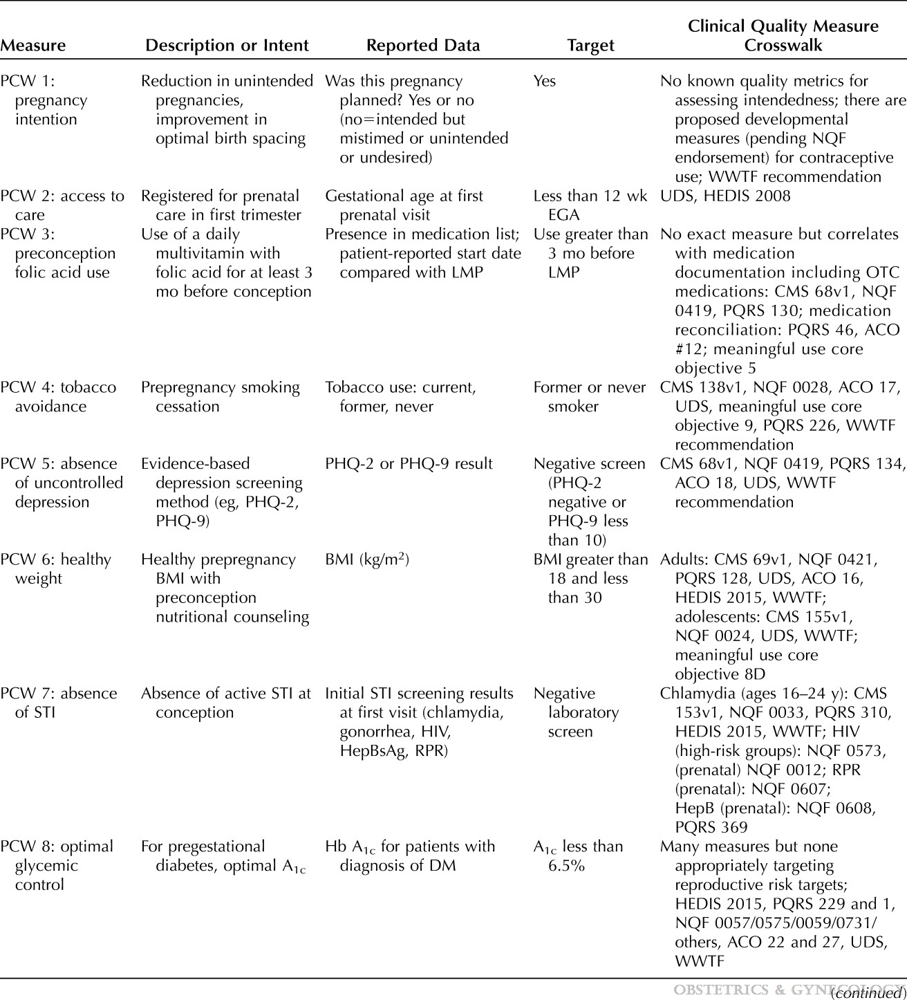 Measure
Description or Intent
Reported Data
Target
Clinical Quality Measure
Crosswalk
PCW 1:
pregnancy
intention
Reduction in unintended
pregnancies,
improvement in
optimal birth spacing
Was this pregnancy
planned? Yes or no
(no=intended but
mistimed or unintended
or undesired)
Yes
No known quality metrics for
assessing intendedness; there are
proposed developmental
measures (pending NQF
endorsement) for contraceptive
use; WWTF recommendation
PCW 2: access to
care
Registered for prenatal
care in first trimester
Gestational age at first
prenatal visit
Less than 12 wk
EGA
UDS, HEDIS 2008
PCW 3:
preconception
folic acid use
Use of a daily
multivitamin with
folic acid for at least 3
mo before conception
Presence in medication list;
patient-reported start date
compared with LMP
Use greater than
3 mo before
LMP
No exact measure but correlates
with medication
documentation including OTC
medications: CMS 68v1, NQF
0419, PQRS 130; medication
reconciliation: PQRS 46, ACO
#12; meaningful use core
objective 5
PCW 4: tobacco
avoidance
Prepregnancy smoking
cessation
Tobacco use: current,
former, never
Former or never
smoker
CMS 138v1, NQF 0028, ACO 17,
UDS, meaningful use core
objective 9, PQRS 226, WWTF
recommendation
PCW 5: absence
of uncontrolled
depression
Evidence-based
depression screening
method (eg, PHQ-2,
PHQ-9)
PHQ-2 or PHQ-9 result
Negative screen
(PHQ-2
negative or
PHQ-9 less
than 10)
CMS 68v1, NQF 0419, PQRS 134,
ACO 18, UDS, WWTF
recommendation
PCW 6: healthy
weight
Healthy prepregnancy
BMI with
preconception
nutritional counseling
BMI (kg/m²)
BMI greater than
18 and less
than 30
Adults: CMS 69v1, NQF 0421,
PQRS 128, UDS, ACO 16,
HEDIS 2015, WWTF;
adolescents: CMS 155v1,
NQF 0024, UDS, WWTF;
meaningful use core
objective 8D
PCW 7: absence
of STI
Absence of active STI at
conception
Initial STI screening results
at first visit (chlamydia,
gonorrhea, HIV,
HepBsAg, RPR)
Negative
laboratory
screen
Chlamydia (ages 16–24 y): CMS
153v1, NQF 0033, PQRS 310,
HEDIS 2015, WWTF; HIV
(high-risk groups): NQF 0573,
(prenatal) NQF 0012; RPR
(prenatal): NQF 0607;
HepB (prenatal): NQF 0608,
PQRS 369
PCW 8: optimal
glycemic
control
For pregestational
diabetes, optimal A1c
Hb A1c for patients with
diagnosis of DM
A1c less than
6.5%
Many measures but none
appropriately targeting
reproductive risk targets;
HEDIS 2015, PQRS 229 and 1,
NQF 0057/0575/0059/0731/
others, ACO 22 and 27, UDS,
WWTF
OBSTETRICS & GYNECOLOGY
(continued)